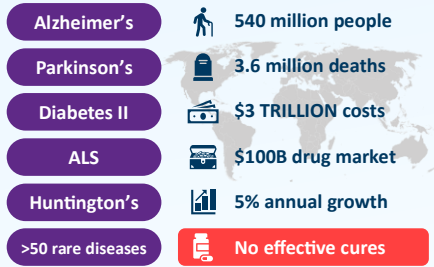 Alzheimer's
540 million people
Parkinson's
3.6 million deaths
Diabetes II
$3 TRILLION costs
ALS
$100B drug market
Huntington's
5% annual growth
>50 rare diseases
No effective cures